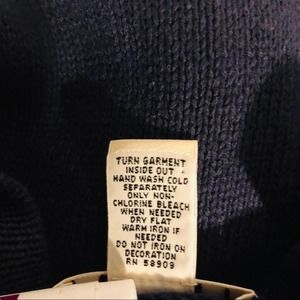 TURN GARMENT
INSIDE OUT
HAND WASH COLD
SEPARATELY
ONLY NON-
CHLORINE BLEACH
WHEN NEEDED
DRY FLAT
WARM IRON IF
NEEDED
DO NOT IRON ON
DECORATION
RN 58909